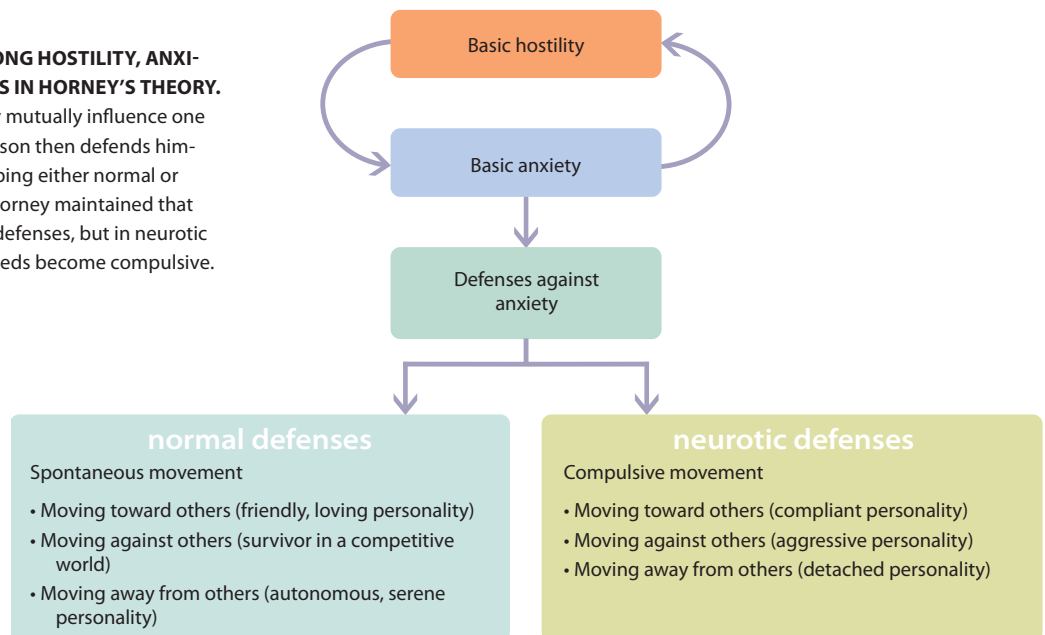 ONG HOSTILITY, ANXI-
S IN HORNEY'S THEORY.
mutually influence one
son then defends him-
ping either normal or
orney maintained that
defenses, but in neurotic
eds become compulsive.
Basic hostility
Basic anxiety
Defenses against
anxiety
normal defenses
Spontaneous movement
• Moving toward others (friendly, loving personality)
• Moving against others (survivor in a competitive
world)
• Moving away from others (autonomous, serene
personality)
neurotic defenses
Compulsive movement
• Moving toward others (compliant personality)
• Moving against others (aggressive personality)
• Moving away from others (detached personality)